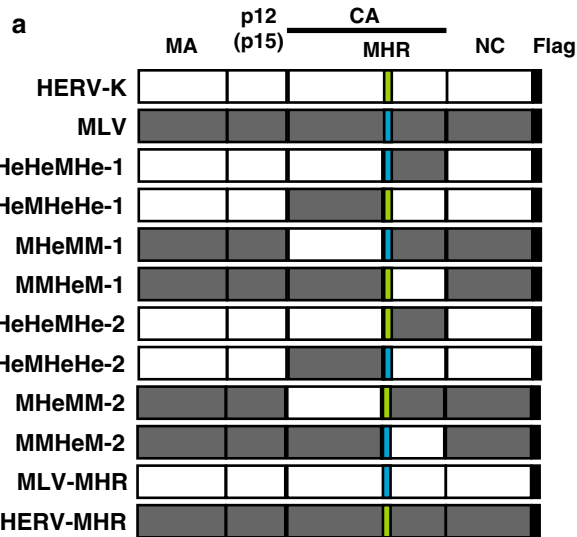 a
p12
CA
MA (p15) MHR NC Flag
HERV-K
MLV
HeHeMHe-1
HeMHeHe-1
MHeMM-1
MMHeM-1
HeHeMHe-2
HeMHeHe-2
MHeMM-2
MMHeM-2
MLV-MHR
HERV-MHR